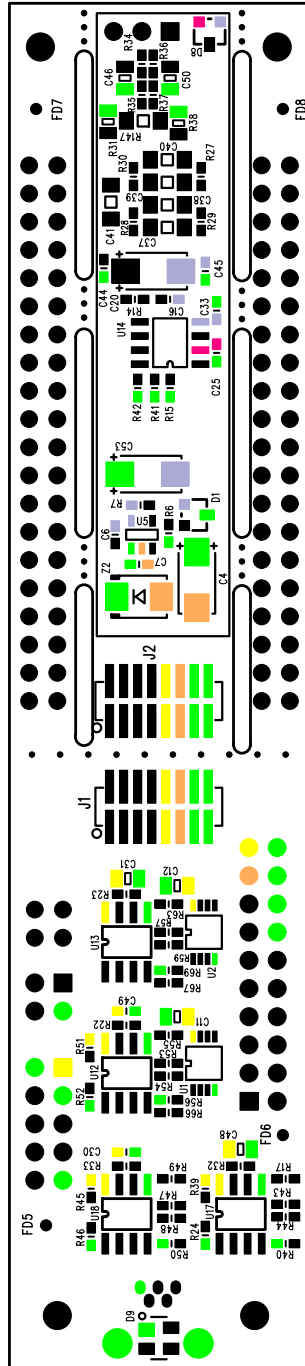 R34
R36
D8
C46
C50
FD7
R35
R37
FD8
R31
R147
R38
C40
R30
R27
C39
C38
C41
R28
R29
C37
C44
C45
C20
R14
C16
C33
U14
R42
R41
R15
C25
C53
R7
D1
U5
R6
C6
C7
Z2
C4
J2
J1
C31
C12
R23
R63
U13
R57
R59
U2
R69
R67
C49
C11
R51
R22
R55
R53
U12
R54
U1
R52
R56
R66
C48
FD6
C30
R33
R49
R32
R17
R45
R47
R39
R43
FD5
U18
U17
R46
R48
R24
R44
R50
R40
D9